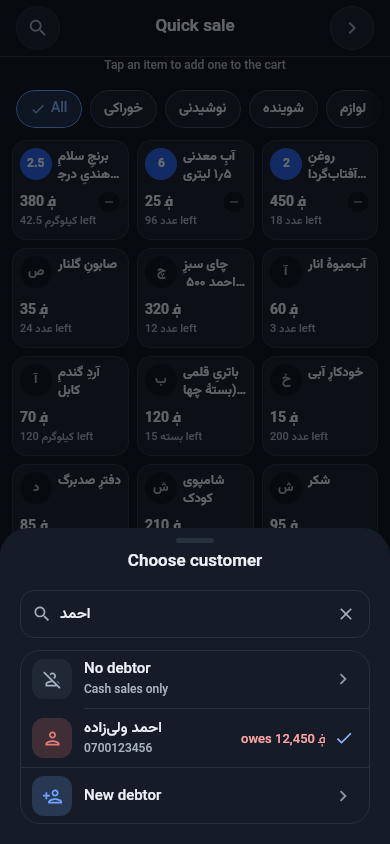 Quick sale
Tap an item to add one to the cart
All
خوراکی
نوشیدنی
شوینده
لوازم
2.5
برنجِ سلامِ
هندیِ درجـ…
380 ؋
42.5 کیلوگرم left
6
آبِ معدنی
۱٫۵ لیتری
25 ؋
96 عدد left
2
روغنِ
آفتاب‌گردا…
450 ؋
18 عدد left
ص
صابونِ گلنار
35 ؋
24 عدد left
چ
چای سبزِ
احمد ۵۰۰…
320 ؋
12 عدد left
آ
آب‌میوهٔ انار
60 ؋
3 عدد left
آ
آردِ گندمِ
کابل
70 ؋
120 کیلوگرم left
ب
باتریِ قلمی
(بستهٔ چها…
120 ؋
15 بسته left
خ
خودکارِ آبی
15 ؋
200 عدد left
د
دفترِ صدبرگ
85 ؋
ش
شامپوی
کودک
210 ؋
ش
شکر
95 ؋
Choose customer
احمد
No debtor
Cash sales only
احمد ولی‌زاده
0700123456
owes 12,450 ؋
New debtor